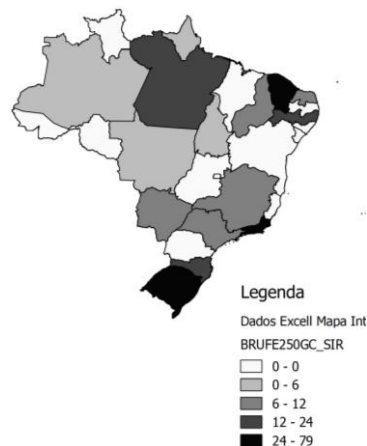 Legenda
Dados Excell Mapa Int
BRUFE250GC_SIR
0 - 0
0 - 6
6 - 12
12 - 24
24 - 79